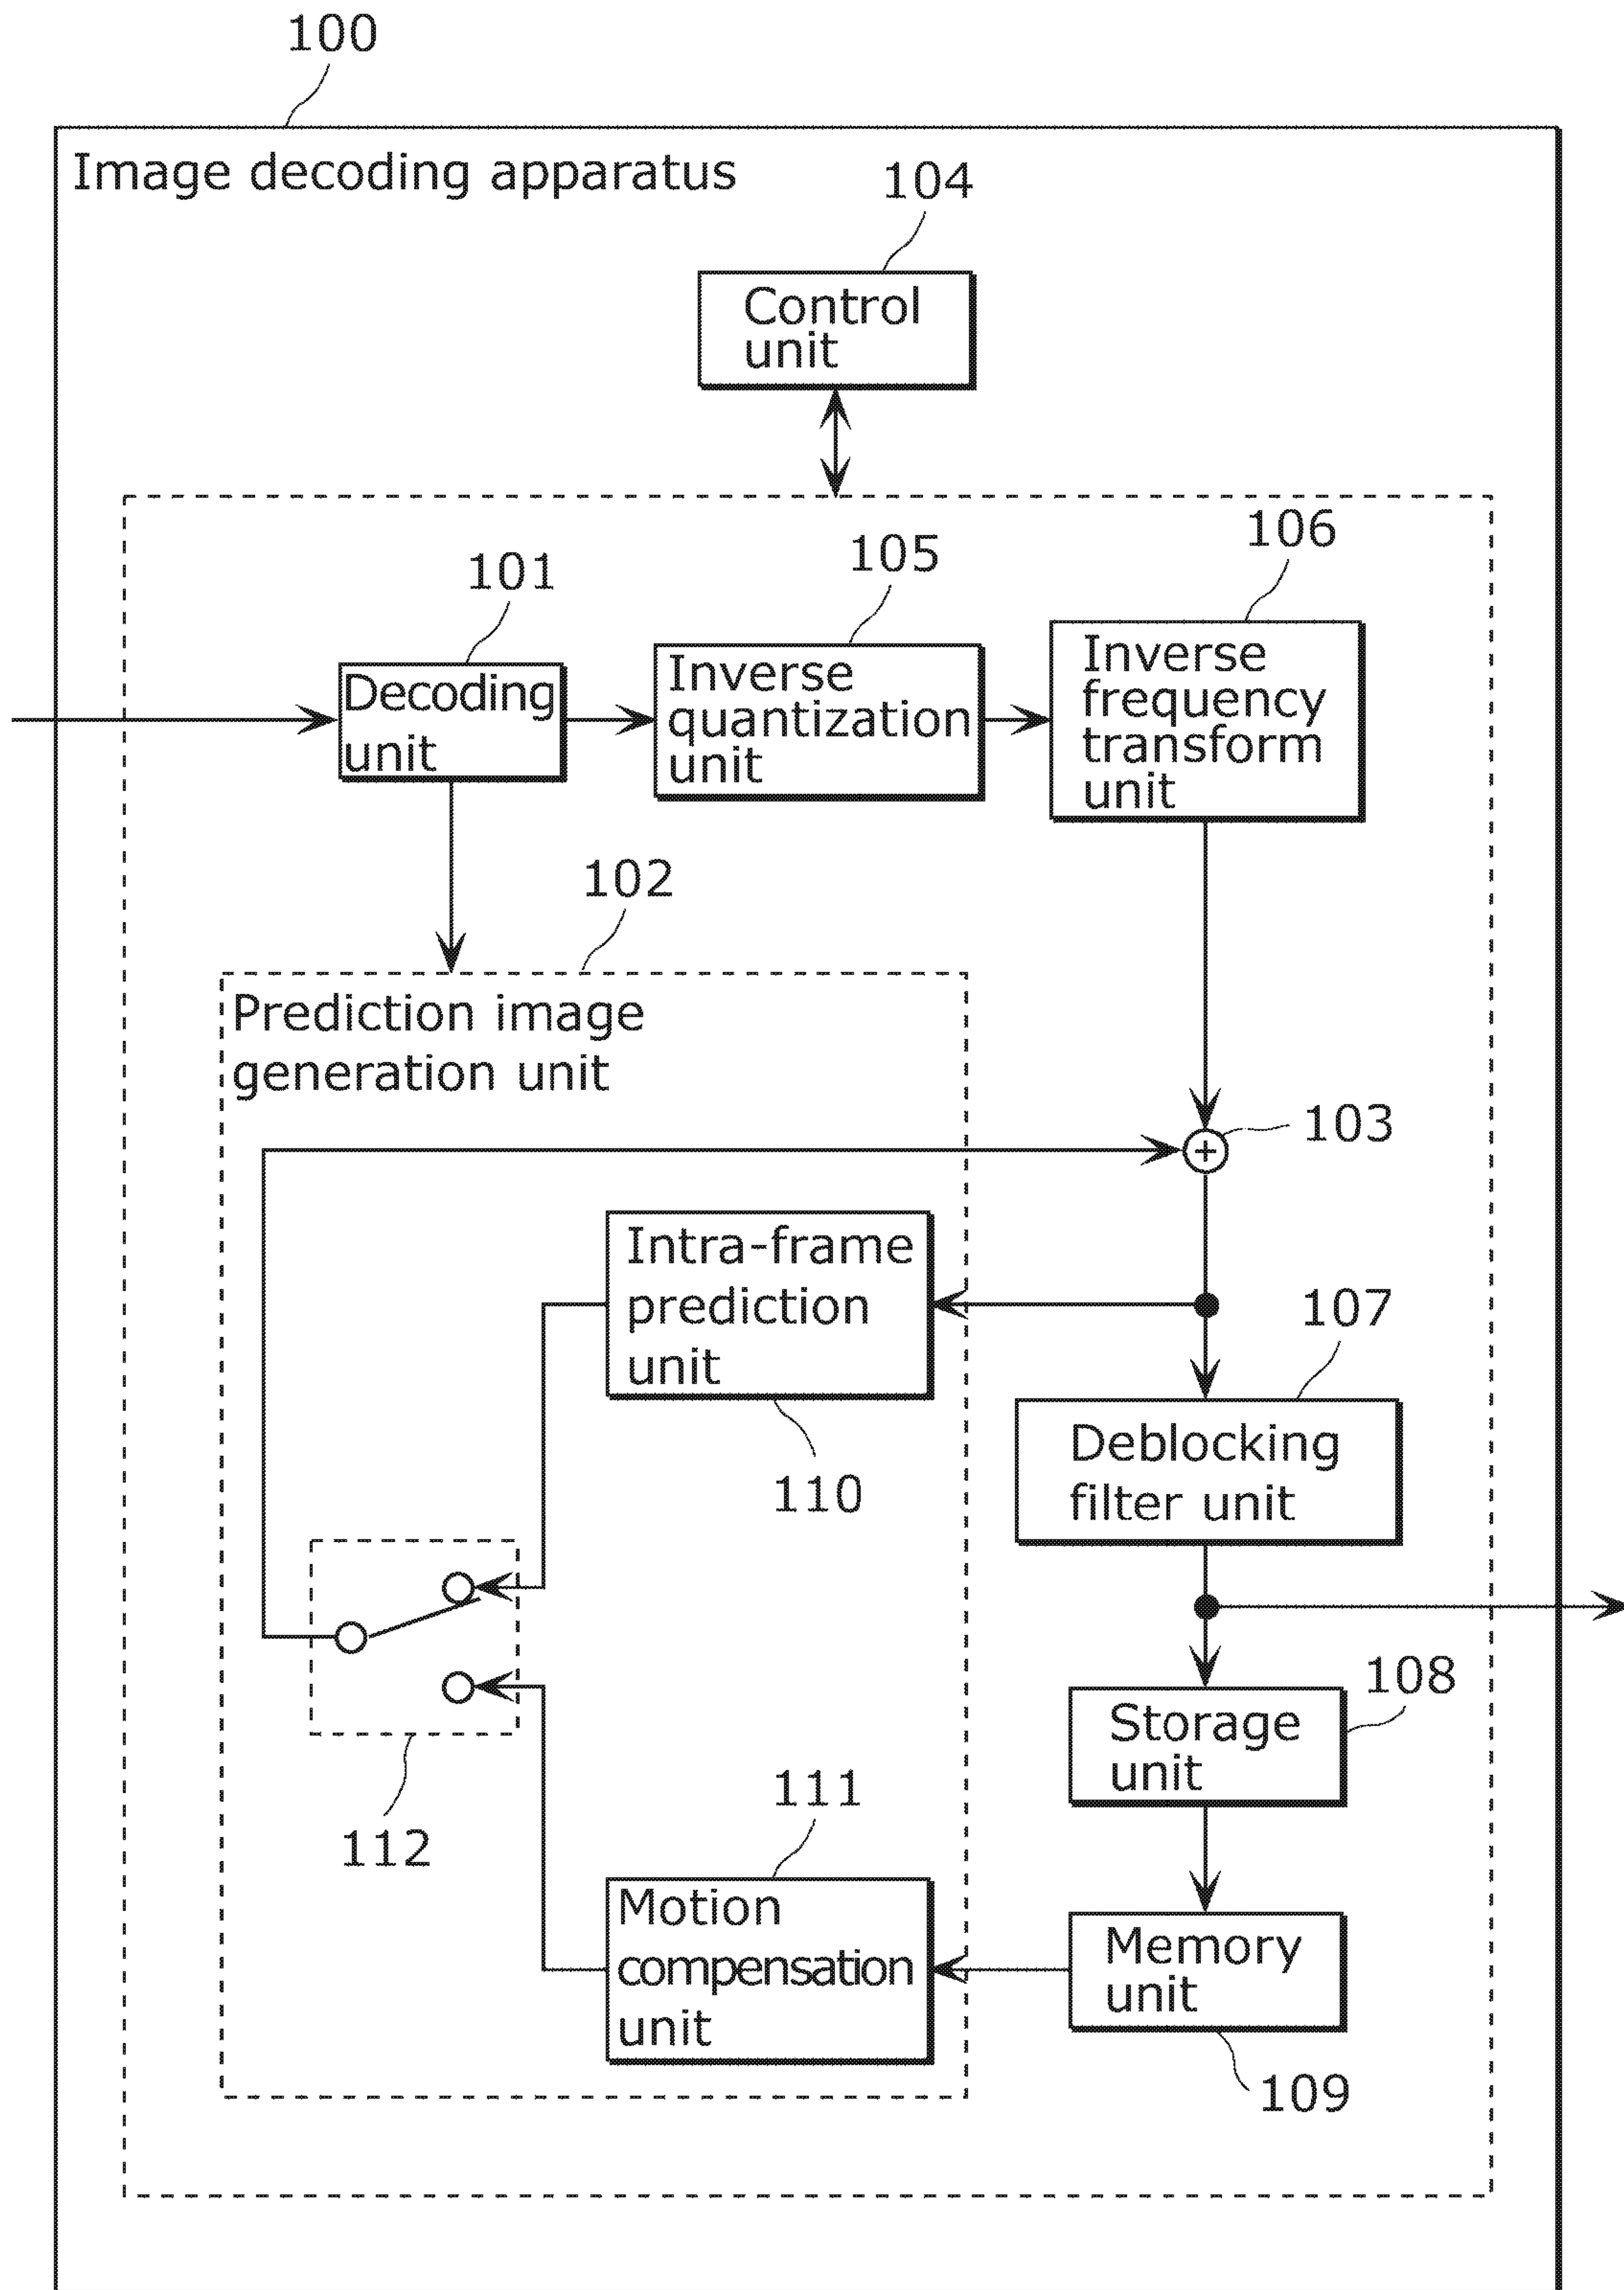 100
Image decoding apparatus
104
Control
unit
101
Decoding
unit
105
Inverse
quantization
unit
106
Inverse
frequency
transform
unit
102
Prediction image
generation unit
+
103
Intra-frame
prediction
unit
110
107
Deblocking
filter unit
112
108
Storage
unit
111
Motion
compensation
unit
Memory
unit
109